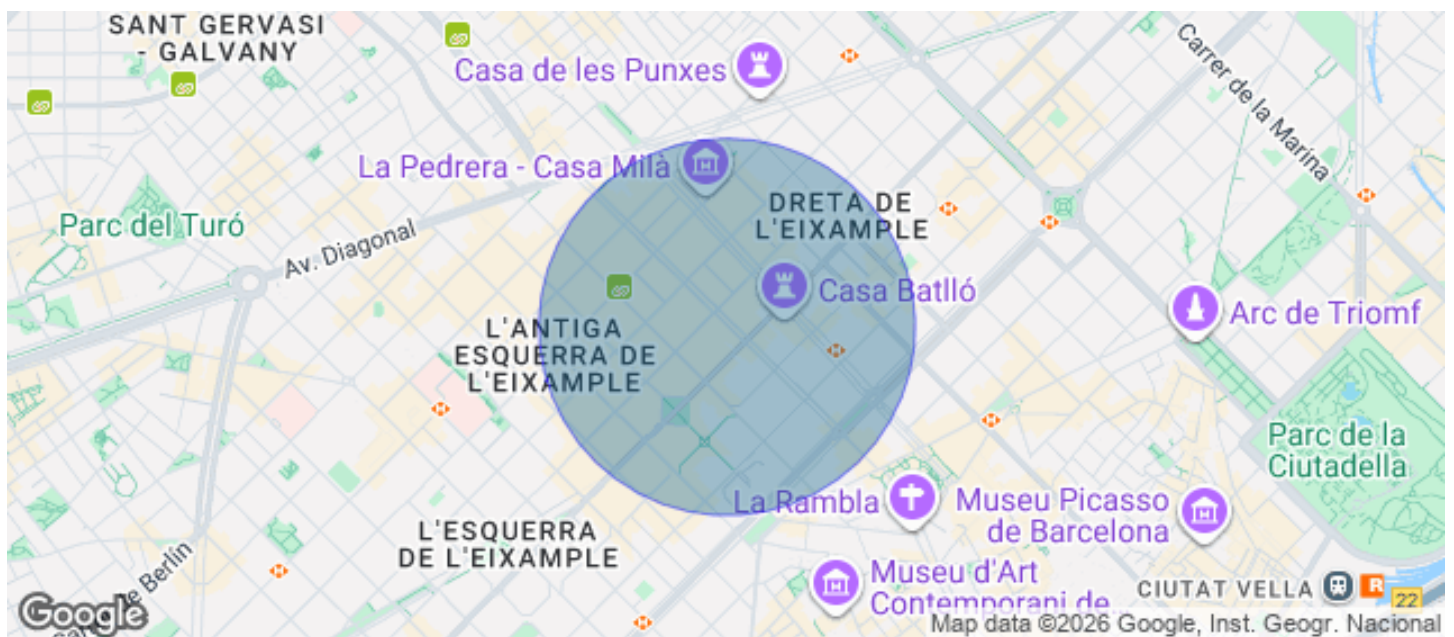 SANT GERVASI
- GALVANY
Casa de les Punxes
Carrer de la Marina
La Pedrera - Casa Milà
DRETA DE
L'EIXAMPLE
Parc del Turó
Av. Diagonal
Casa Batlló
Arc de Triomf
L'ANTIGA
ESQUERRA DE
L'EIXAMPLE
Parc de la
Ciutadella
La Rambla
Museu Picasso
de Barcelona
L'ESQUERRA
DE L'EIXAMPLE
Museu d'Art
Contemporani de...
CIUTAT VELLA
R
22
de Berlín
Google
Map data ©2026 Google, Inst. Geogr. Nacional